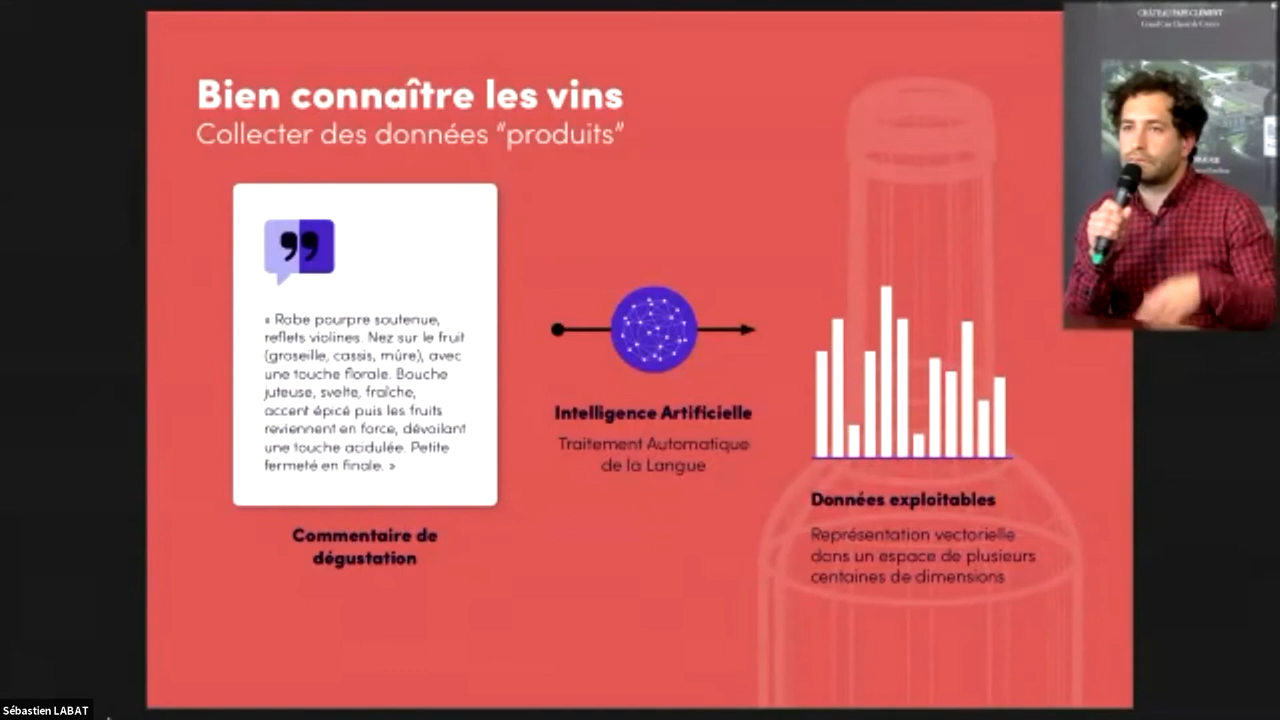 Bien connaître les vins
Collecter des données "produits"
« Robe pourpre soutenue,
reflets violines. Nez sur le fruit
(groseille, cassis, mûre), avec
une touche florale. Bouche
juteuse, svelte, fraîche,
accent épicé puis les fruits
reviennent en force, dévoilant
une touche acidulée. Petite
fermeté en finale. »
Commentaire de
dégustation
Intelligence Artificielle
Traitement Automatique
de la Langue
Données exploitables
Représentation vectorielle
dans un espace de plusieurs
centaines de dimensions
CHÂTEAU PAPE CLÉMENT
Sébastien LABAT